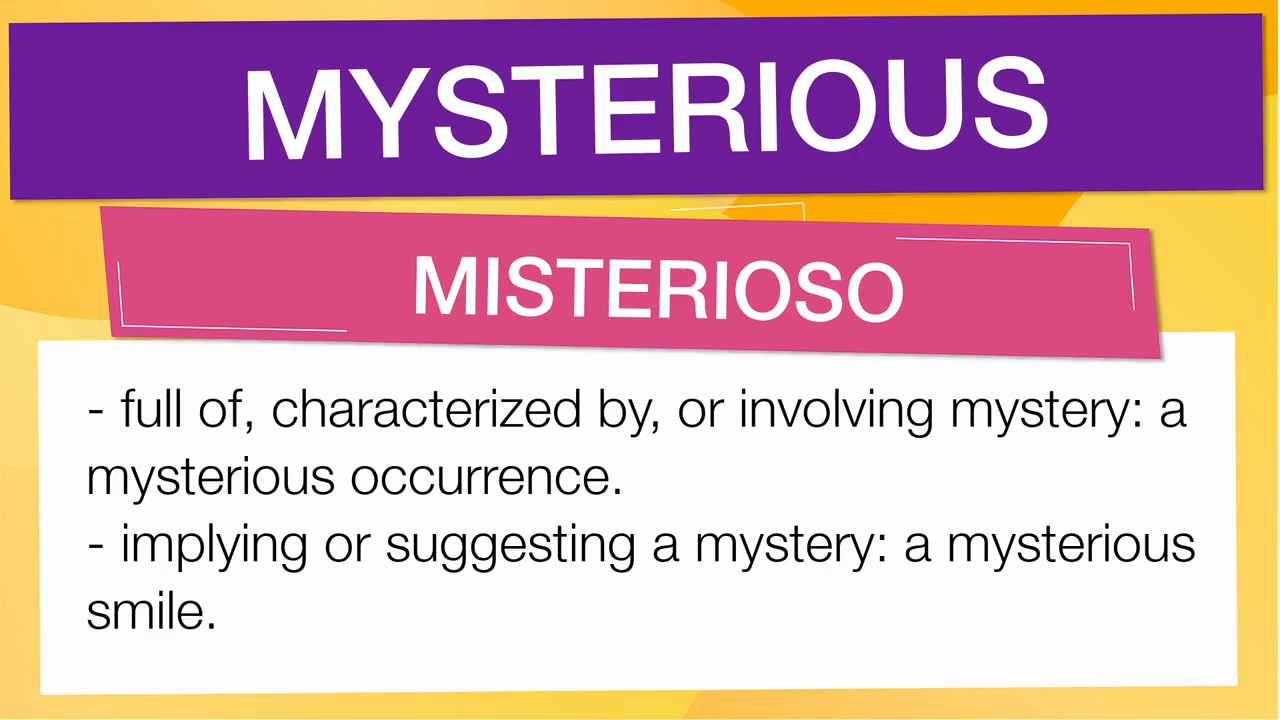 MYSTERIOUS
MISTERIOSO
- full of, characterized by, or involving mystery: a
mysterious occurrence.
- implying or suggesting a mystery: a mysterious
smile.